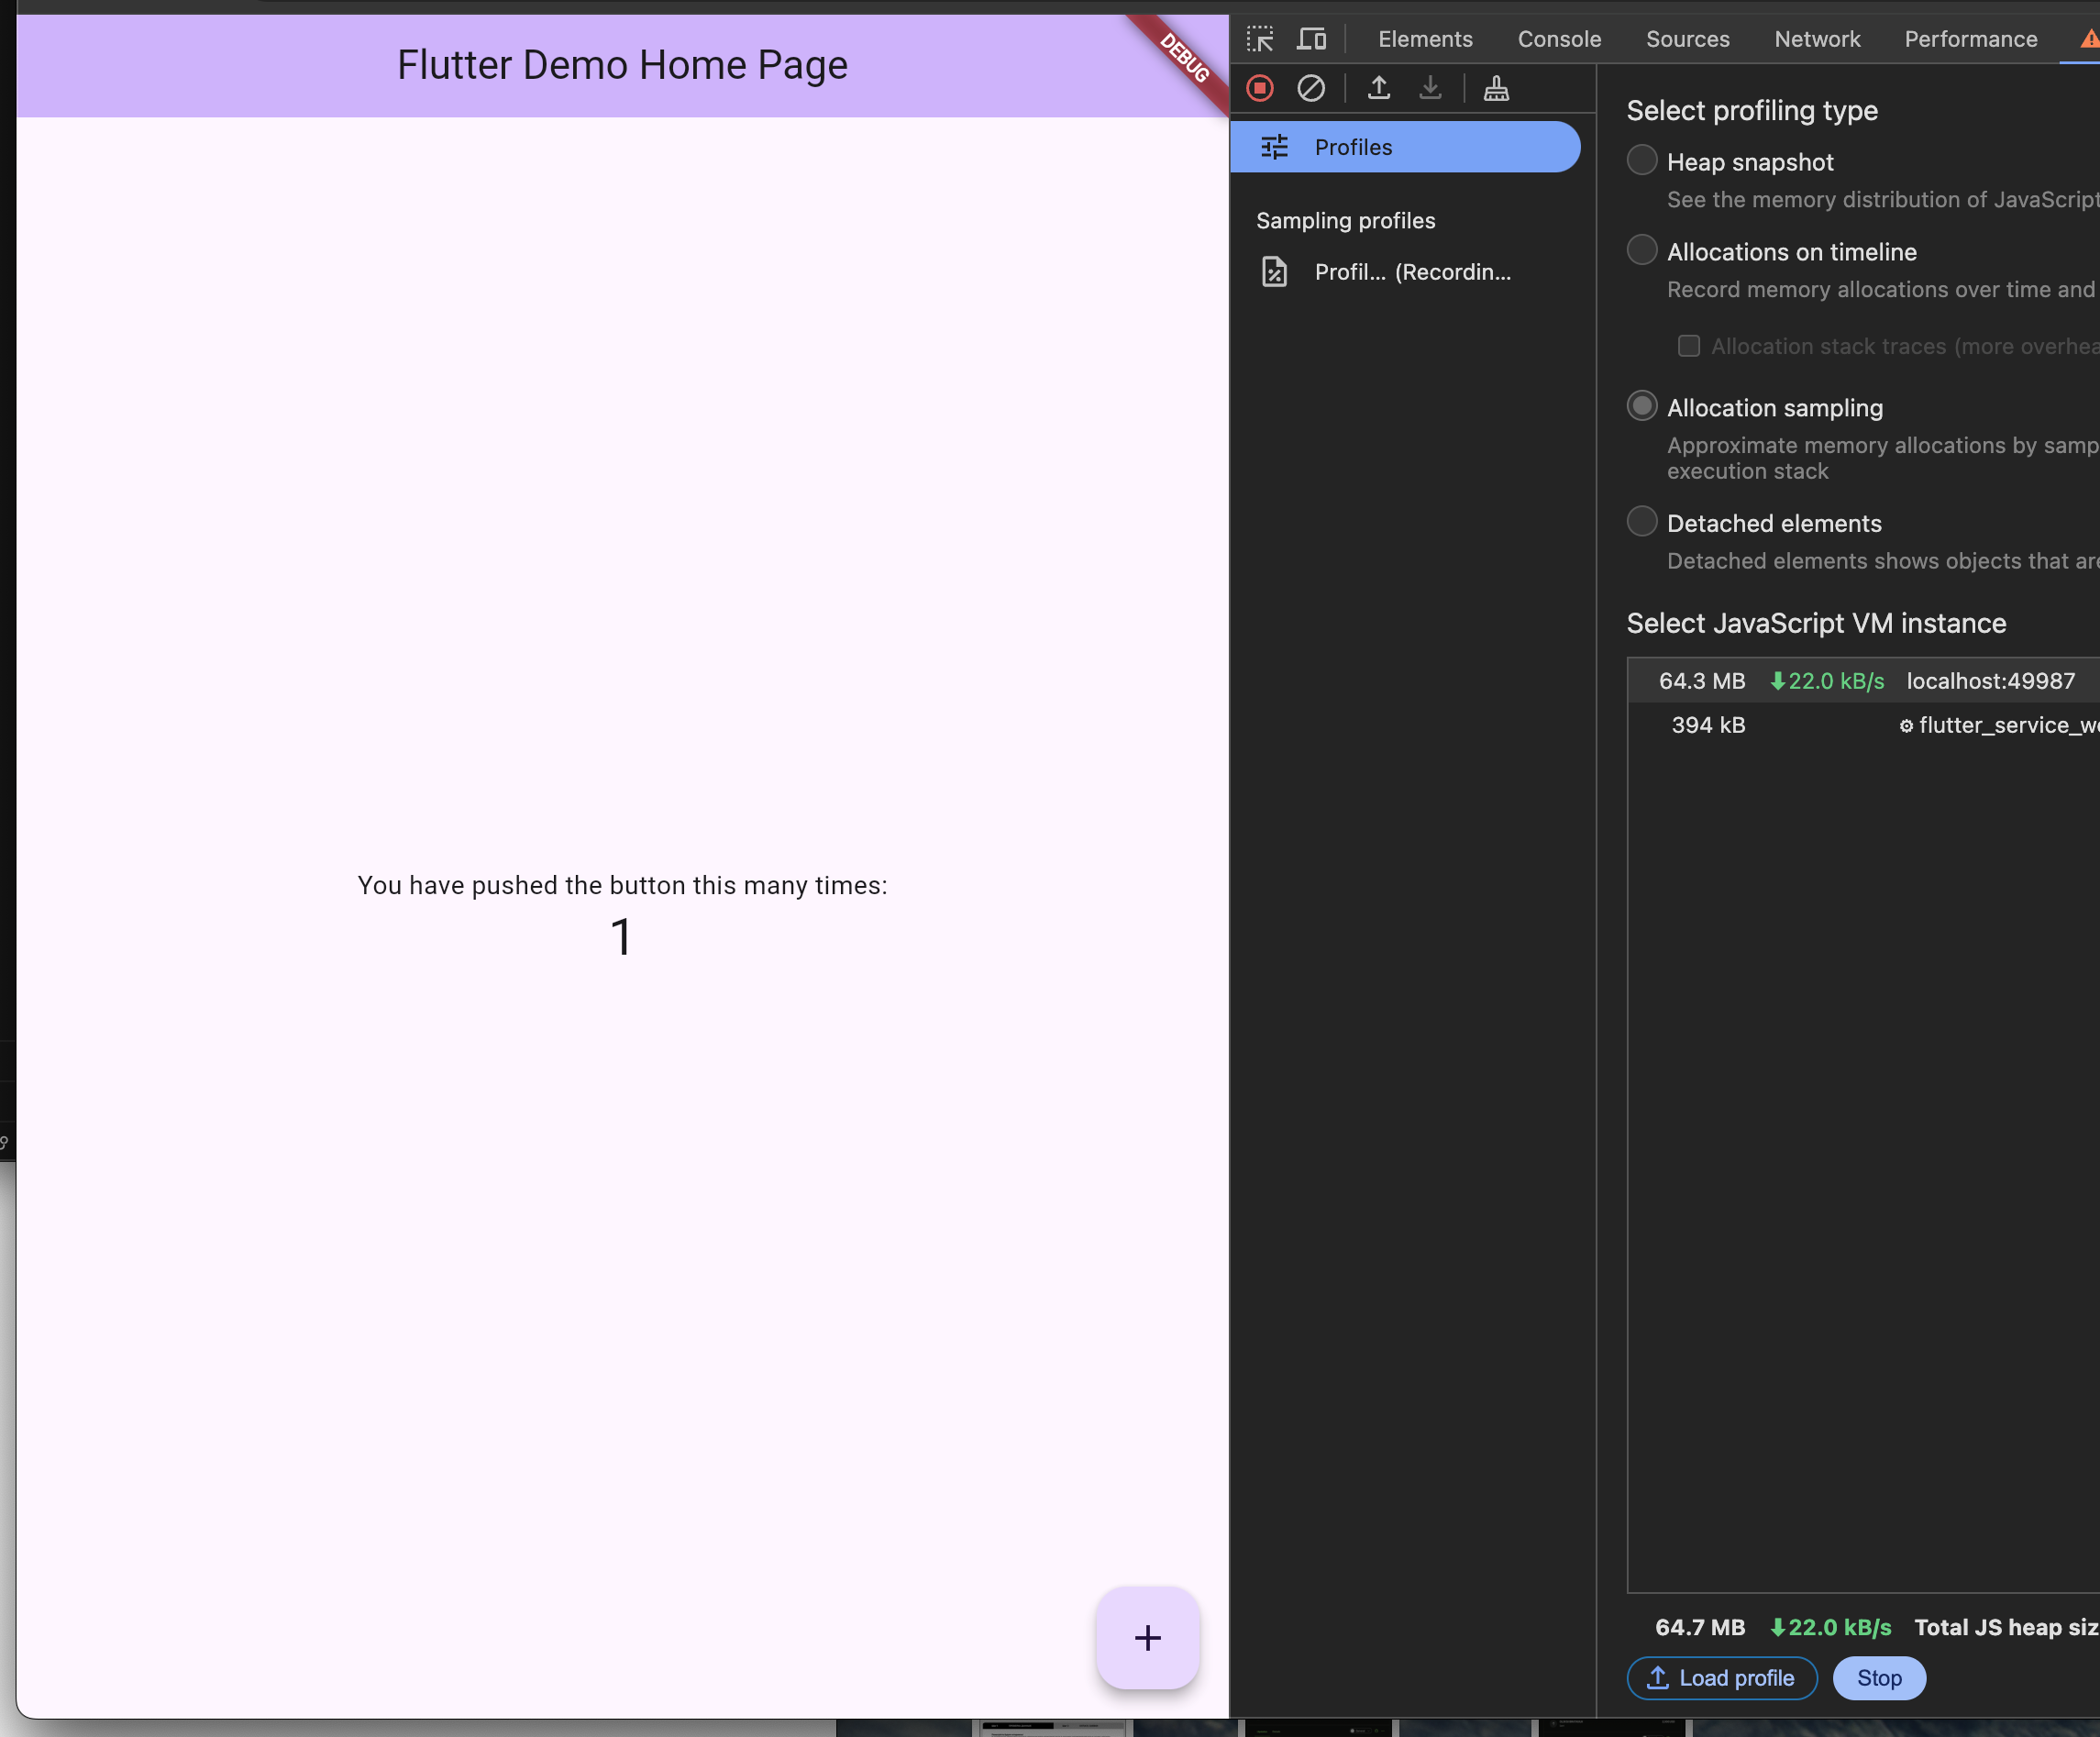 Flutter Demo Home Page
DEBUG
You have pushed the button this many times:
1
+
Elements Console Sources Network Performance
Profiles
Sampling profiles
Profil... (Recordin...
Select profiling type
Heap snapshot
See the memory distribution of JavaScript
Allocations on timeline
Record memory allocations over time and
Allocation stack traces (more overhea
Allocation sampling
Approximate memory allocations by samp
execution stack
Detached elements
Detached elements shows objects that are
Select JavaScript VM instance
64.3 MB 22.0 kB/s localhost:49987
394 kB flutter_service_wo
64.7 MB 22.0 kB/s Total JS heap siz
Load profile Stop